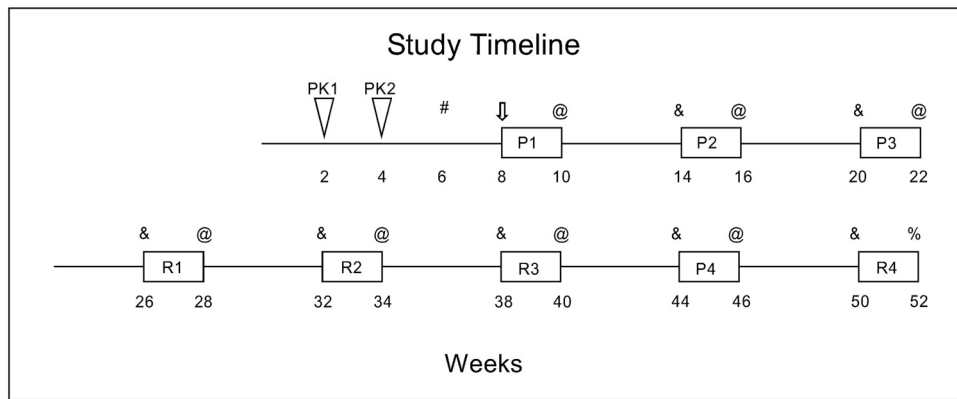 Study Timeline
PK1 PK2 # ⇩ @ & @ & @
P1 P2 P3
2 4 6 8 10 14 16 20 22
& @ & @ & @ & @ & %
R1 R2 R3 P4 R4
26 28 32 34 38 40 44 46 50 52
Weeks